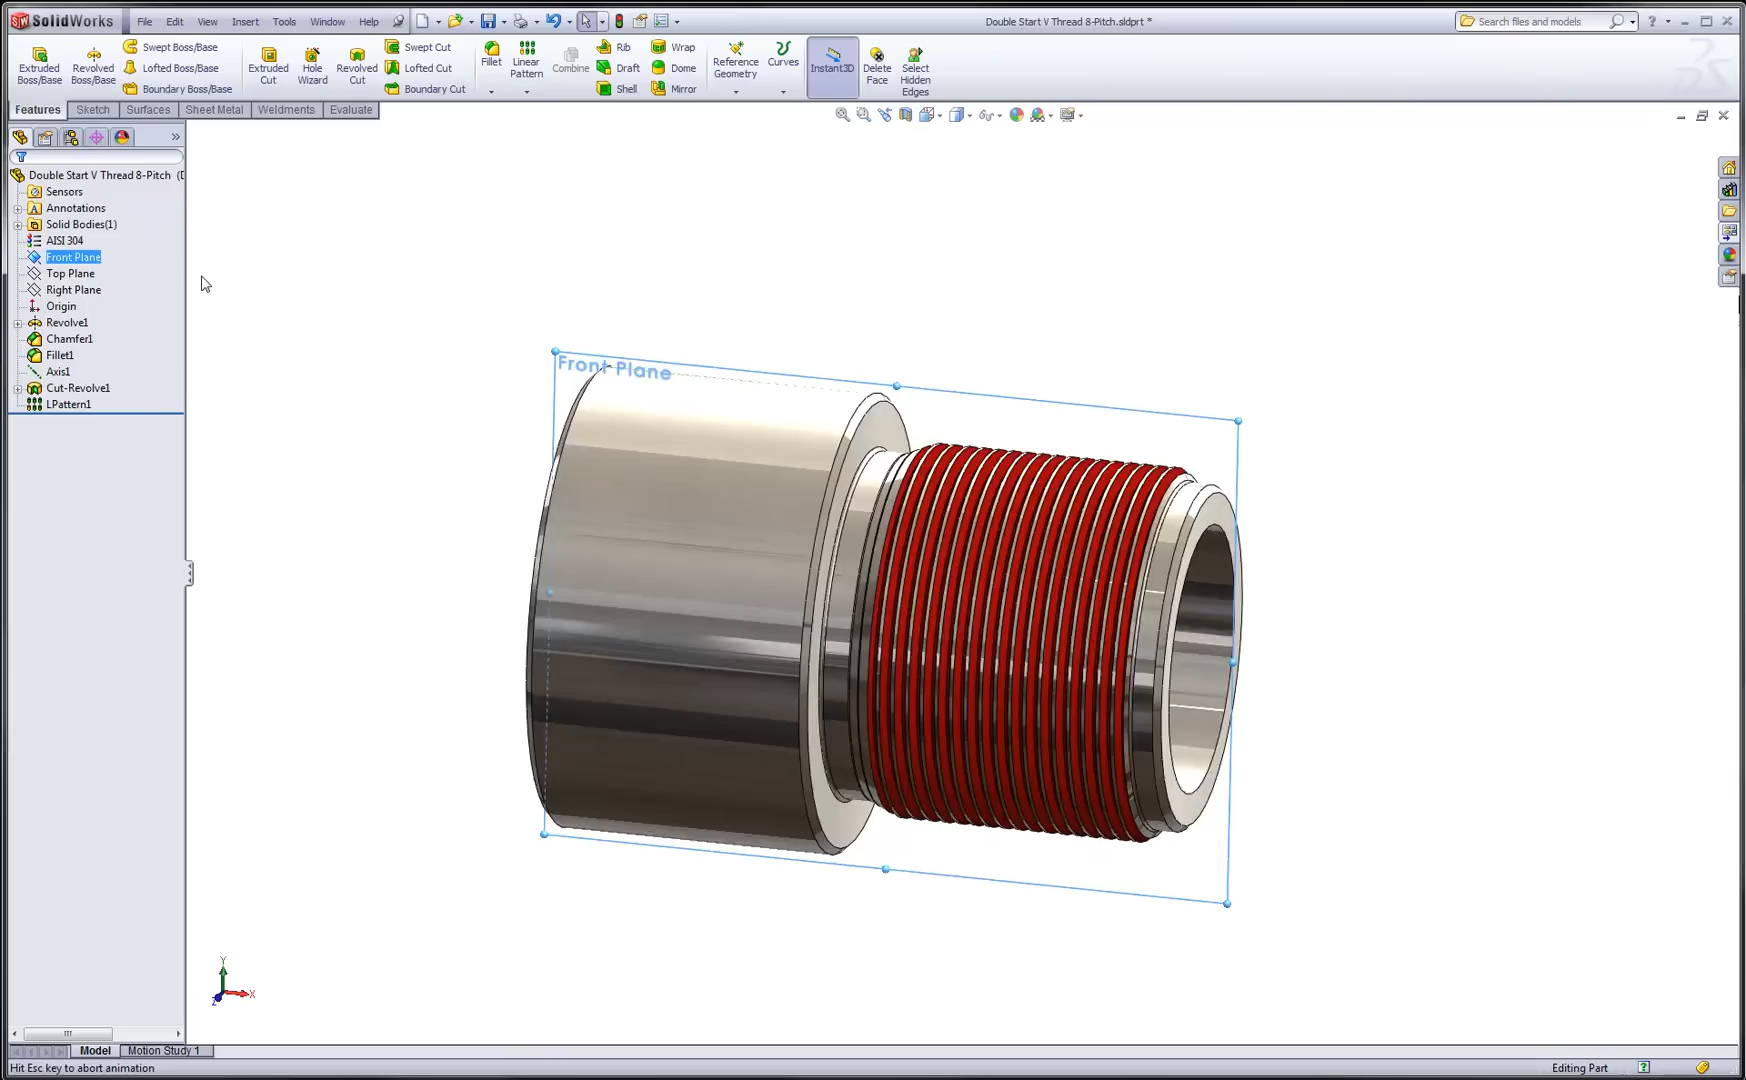 SolidWorks File Edit View Insert Tools Window Help Double Start V Thread 8-Pitch.sldprt * Search files and models ?
Extruded Boss/Base
Revolved Boss/Base
Swept Boss/Base
Lofted Boss/Base
Boundary Boss/Base
Extruded Cut
Hole Wizard
Revolved Cut
Swept Cut
Lofted Cut
Boundary Cut
Fillet
Linear Pattern
Combine
Rib
Draft
Shell
Wrap
Dome
Mirror
Reference Geometry
Curves
Instant3D
Delete Face
Select Hidden Edges
Features Sketch Surfaces Sheet Metal Weldments Evaluate
Double Start V Thread 8-Pitch (D
Sensors
Annotations
Solid Bodies(1)
AISI 304
Front Plane
Top Plane
Right Plane
Origin
Revolve1
Chamfer1
Fillet1
Axis1
Cut-Revolve1
LPattern1
Front Plane
Y
X
Z
Model Motion Study 1
Hit Esc key to abort animation Editing Part ?